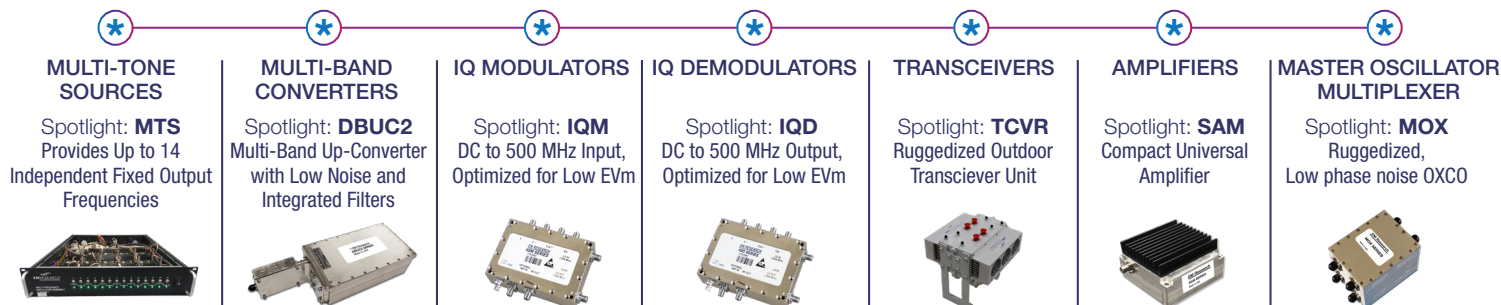 MULTI-TONE
SOURCES
Spotlight: MTS
Provides Up to 14
Independent Fixed Output
Frequencies
MULTI-BAND
CONVERTERS
Spotlight: DBUC2
Multi-Band Up-Converter
with Low Noise and
Integrated Filters
IQ MODULATORS
Spotlight: IQM
DC to 500 MHz Input,
Optimized for Low EVm
IQ DEMODULATORS
Spotlight: IQD
DC to 500 MHz Output,
Optimized for Low EVm
TRANSCEIVERS
Spotlight: TCVR
Ruggedized Outdoor
Transciever Unit
AMPLIFIERS
Spotlight: SAM
Compact Universal
Amplifier
MASTER OSCILLATOR
MULTIPLEXER
Spotlight: MOX
Ruggedized,
Low phase noise OXCO
EM Research
MOX SERIES